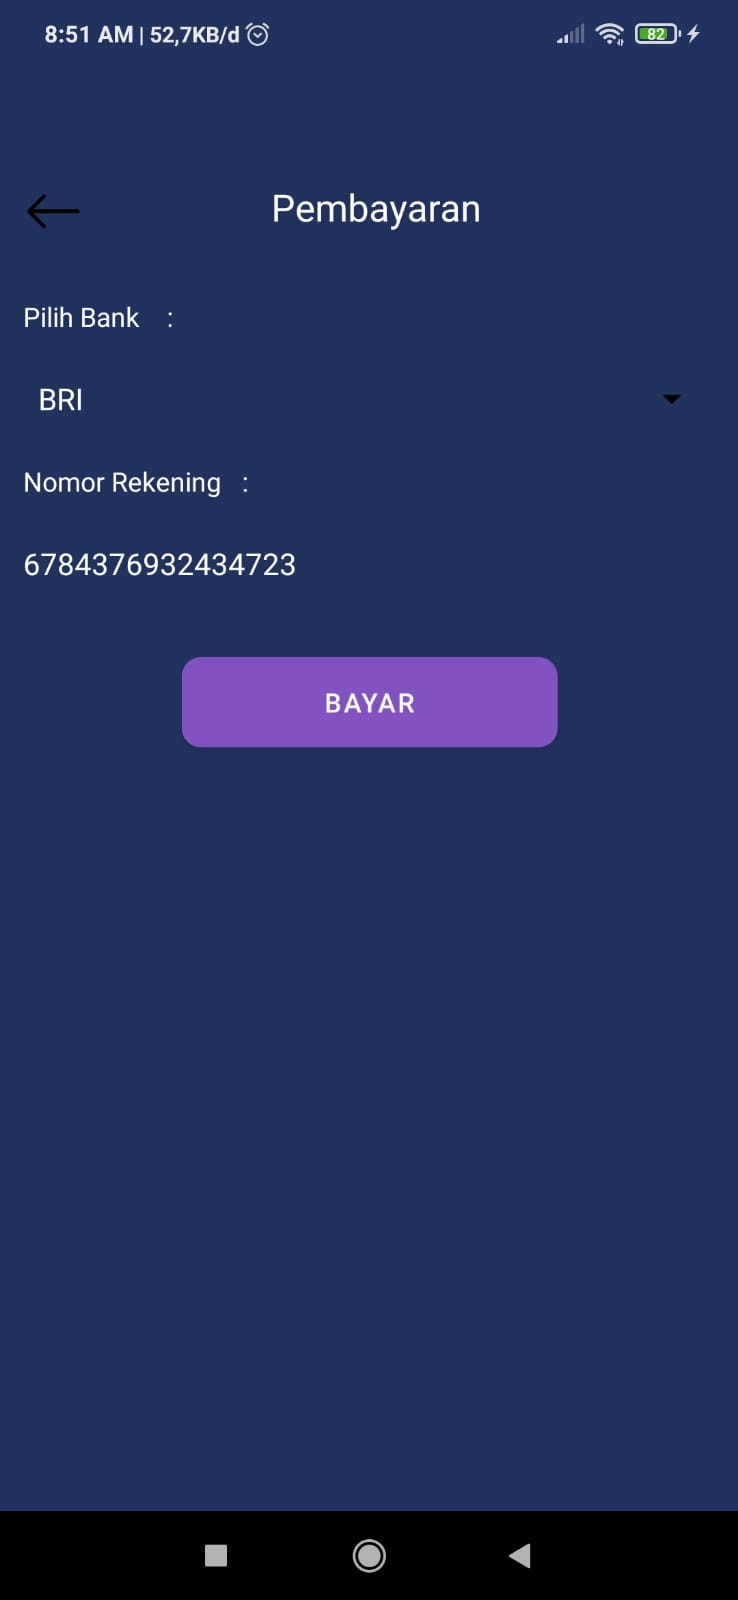 8:51 AM | 52,7KB/d
82
Pembayaran
Pilih Bank :
BRI
Nomor Rekening :
6784376932434723
BAYAR